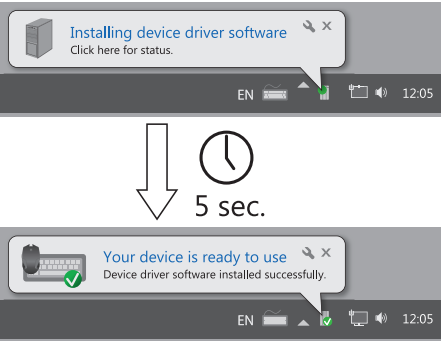 Installing device driver software
Click here for status.
EN 12:05
5 sec.
Your device is ready to use
Device driver software installed successfully.
EN 12:05